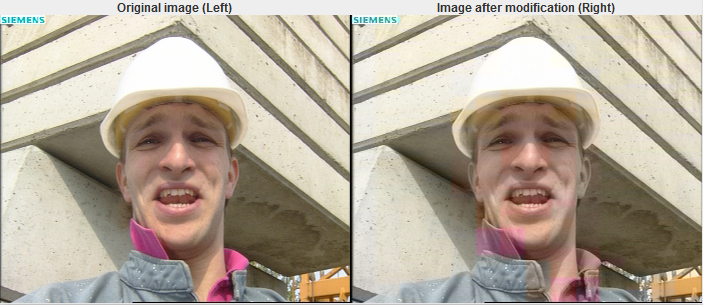 Original image (Left)
Image after modification (Right)
SIEMENS
SIEMENS